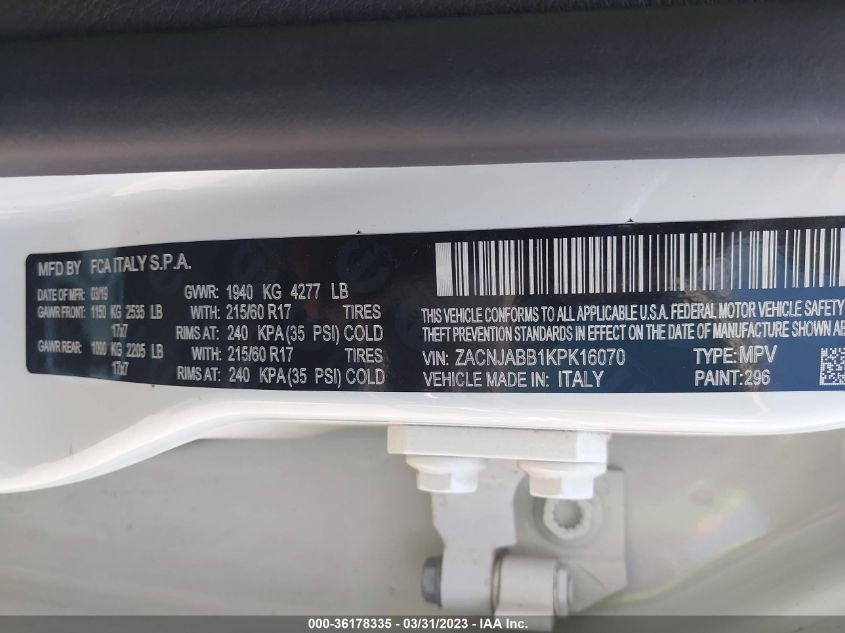 MFD BY FCA ITALY S.P.A.
DATE OF MFR: 03/19 GVWR: 1940 KG 4277 LB
GAWR FRONT: 1150 KG 2535 LB WITH: 215/60 R17 TIRES
17x7 RIMS AT: 240 KPA (35 PSI) COLD
GAWR REAR: 1000 KG 2205 LB WITH: 215/60 R17
17x7 RIMS AT: 240 KPA (35 PSI) COLD
THIS VEHICLE CONFORMS TO ALL APPLICABLE U.S.A. FEDERAL MOTOR VEHICLE SAFETY
THEFT PREVENTION STANDARDS IN EFFECT ON THE DATE OF MANUFACTURE SHOWN
VIN: ZACNJABB1KPK16070 TYPE: MPV
VEHICLE MADE IN: ITALY PAINT: 296
000-36178335 - 03/31/2023 - IAA Inc.